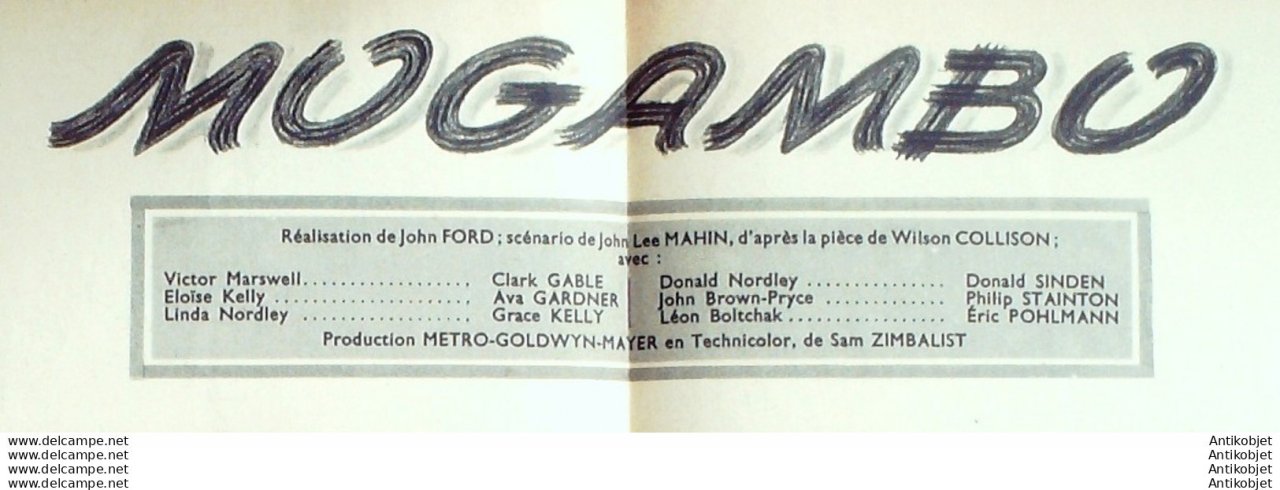 MOGAMBO
Réalisation de John FORD ; scénario de John Lee MAHIN, d'après la pièce de Wilson COLLISON ;
avec :
Victor Marswell.................. , Clark GABLE Donald Nordley ............... Donald SINDEN
Eloïse Kelly ..................... Ava GARDNER John Brown-Pryce ............. Philip STAINTON
Linda Nordley .................. , Grace KELLY Léon Boltchak................. Éric POHLMANN
Production METRO-GOLDWYN-MAYER en Technicolor, de Sam ZIMBALIST
www.delcampe.net Antikobjet
www.delcampe.net Antikobjet
www.delcampe.net Antikobjet
www.delcampe.net Antikobjet